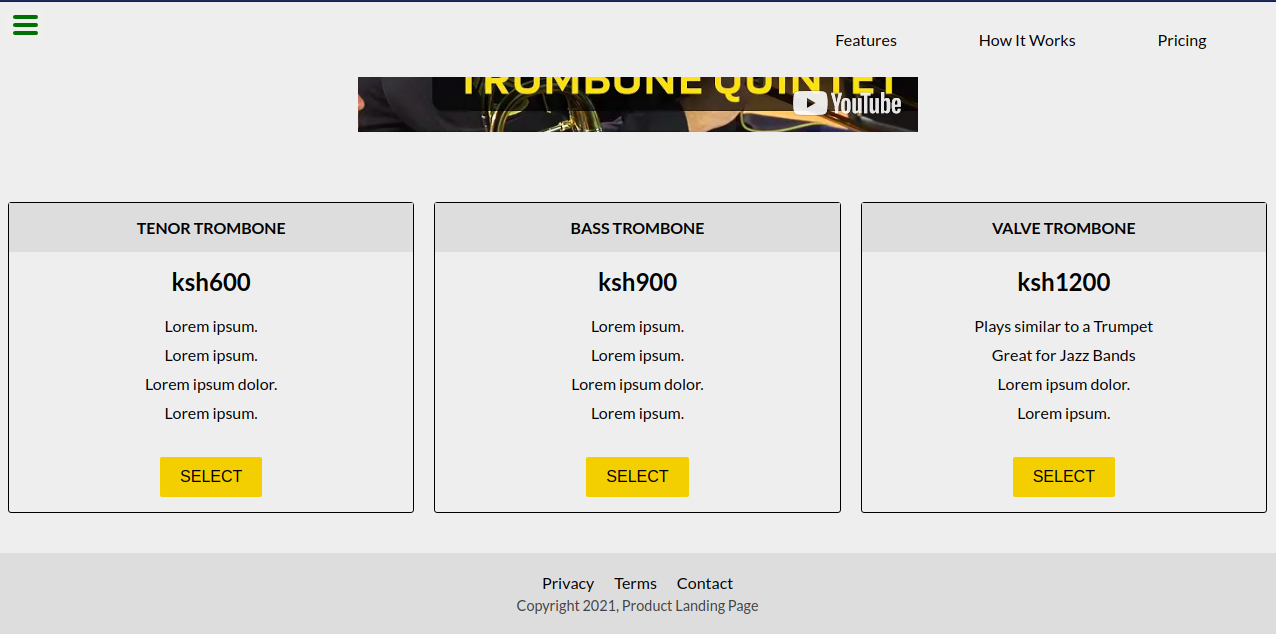 Features How It Works Pricing
TROMBONE QUINTET
YouTube
TENOR TROMBONE
ksh600
Lorem ipsum.
Lorem ipsum.
Lorem ipsum dolor.
Lorem ipsum.
SELECT
BASS TROMBONE
ksh900
Lorem ipsum.
Lorem ipsum.
Lorem ipsum dolor.
Lorem ipsum.
SELECT
VALVE TROMBONE
ksh1200
Plays similar to a Trumpet
Great for Jazz Bands
Lorem ipsum dolor.
Lorem ipsum.
SELECT
Privacy Terms Contact
Copyright 2021, Product Landing Page